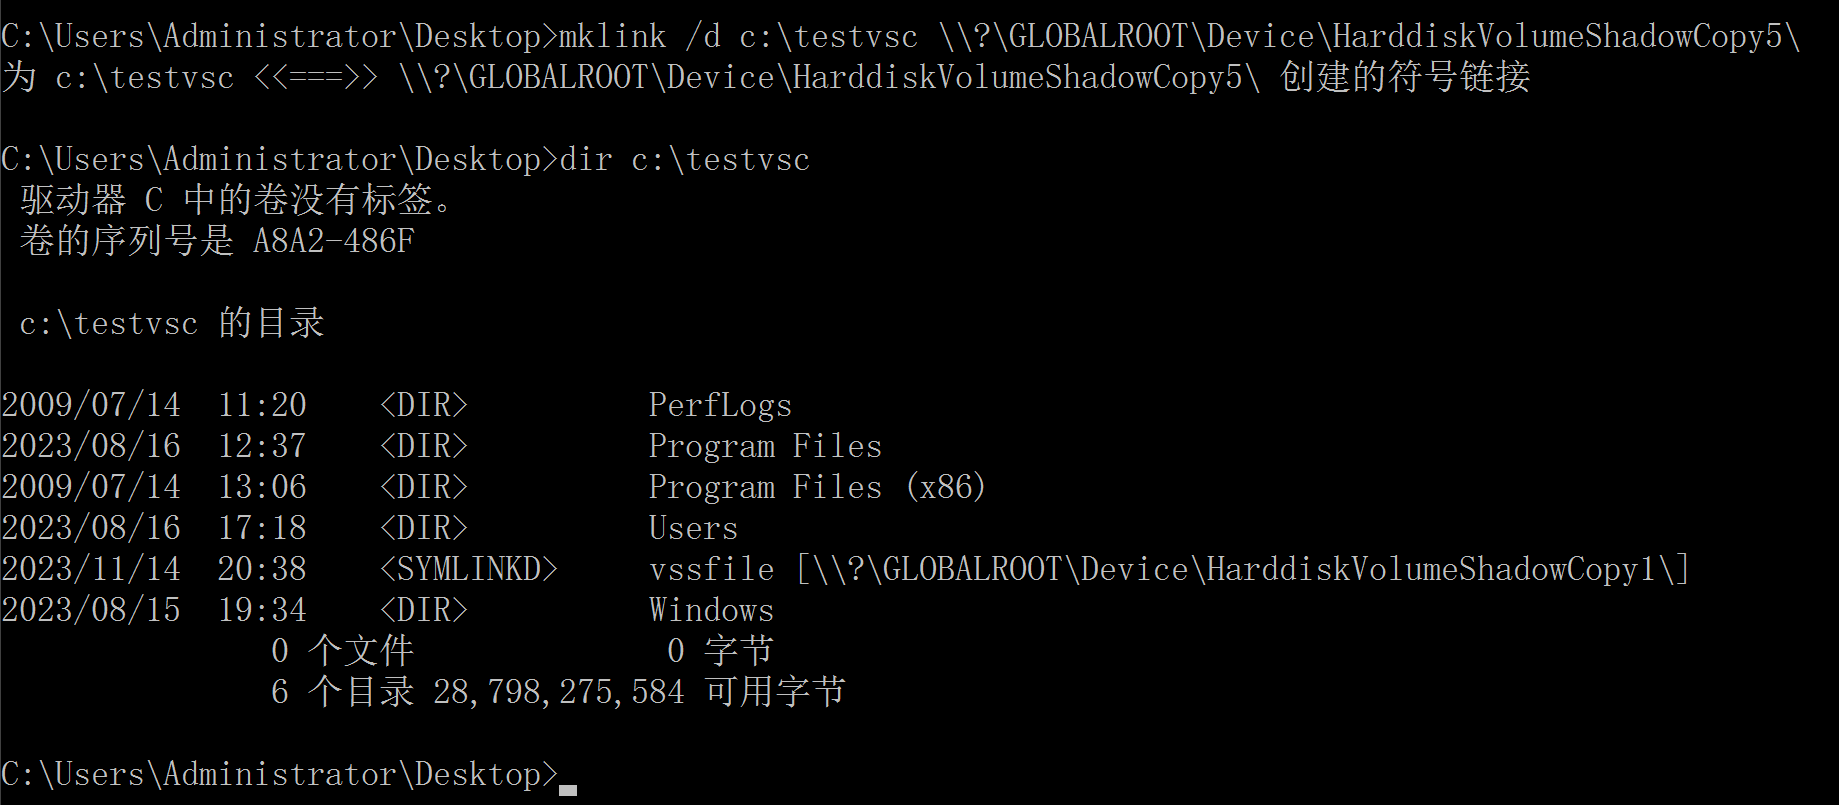 C:\Users\Administrator\Desktop>mklink /d c:\testvsc \\?\GLOBALROOT\Device\HarddiskVolumeShadowCopy5\
为 c:\testvsc <<===>> \\?\GLOBALROOT\Device\HarddiskVolumeShadowCopy5\ 创建的符号链接
C:\Users\Administrator\Desktop>dir c:\testvsc
驱动器 C 中的卷没有标签。
卷的序列号是 A8A2-486F
c:\testvsc 的目录
2009/07/14  11:20    <DIR>          PerfLogs
2023/08/16  12:37    <DIR>          Program Files
2009/07/14  13:06    <DIR>          Program Files (x86)
2023/08/16  17:18    <DIR>          Users
2023/11/14  20:38    <SYMLINKD>     vssfile [\\?\GLOBALROOT\Device\HarddiskVolumeShadowCopy1\]
2023/08/15  19:34    <DIR>          Windows
0 个文件              0 字节
6 个目录 28,798,275,584 可用字节
C:\Users\Administrator\Desktop>